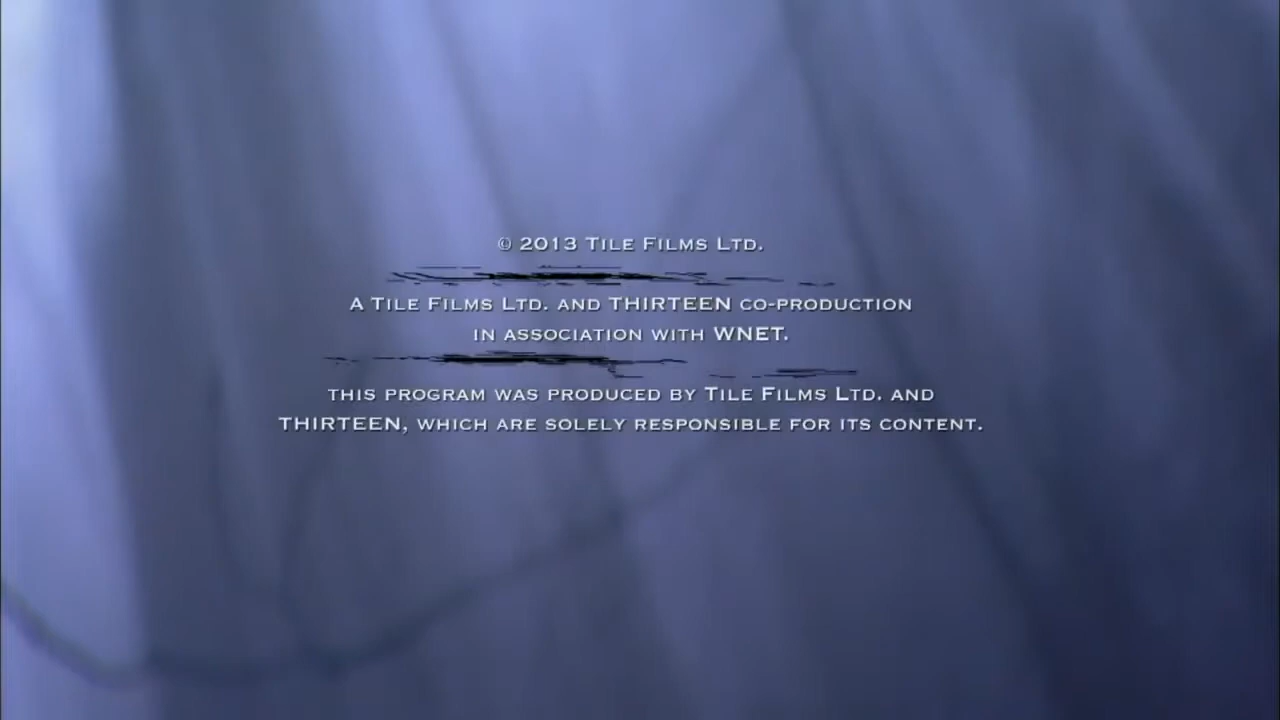 © 2013 Tile Films Ltd.
A Tile Films Ltd. and THIRTEEN co-production
in association with WNET.
this program was produced by Tile Films Ltd. and
THIRTEEN, which are solely responsible for its content.